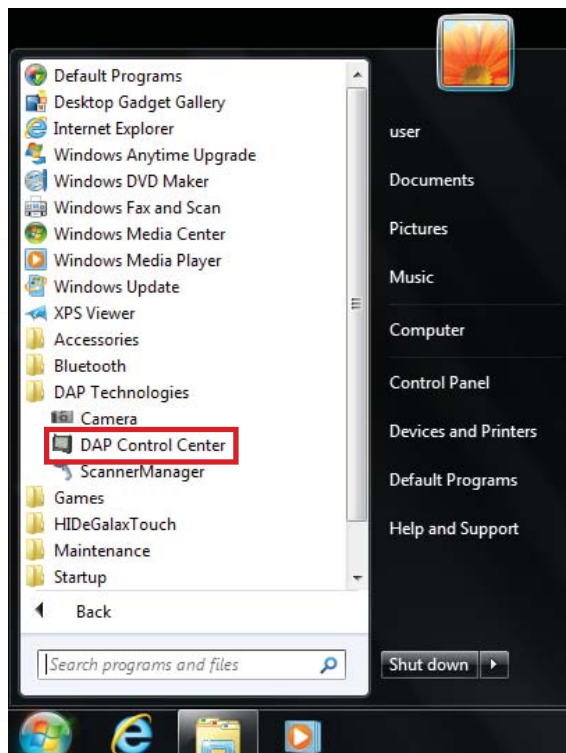 Default Programs
Desktop Gadget Gallery
Internet Explorer
Windows Anytime Upgrade
Windows DVD Maker
Windows Fax and Scan
Windows Media Center
Windows Media Player
Windows Update
XPS Viewer
Accessories
Bluetooth
DAP Technologies
Camera
DAP Control Center
ScannerManager
Games
HIDeGalaxTouch
Maintenance
Startup
Back
Search programs and files
user
Documents
Pictures
Music
Computer
Control Panel
Devices and Printers
Default Programs
Help and Support
Shut down